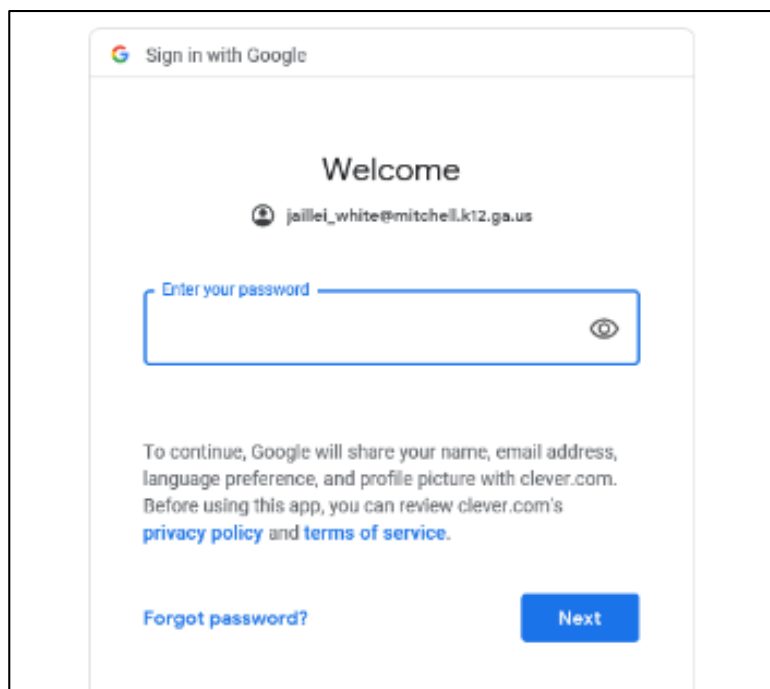 Sign in with Google
Welcome
jaillei_white@mitchell.k12.ga.us
Enter your password
To continue, Google will share your name, email address,
language preference, and profile picture with clever.com.
Before using this app, you can review clever.com's
privacy policy and terms of service.
Forgot password?
Next